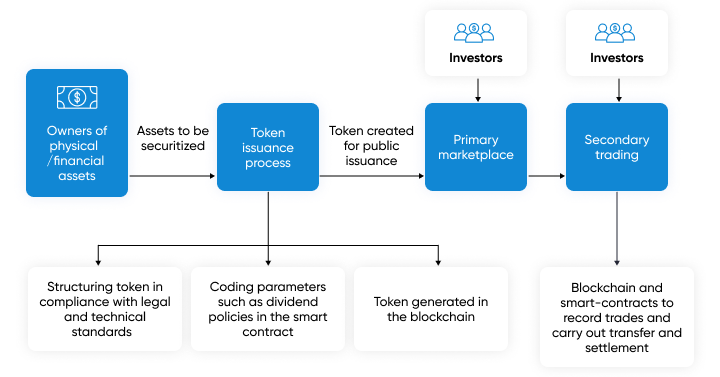 Investors
Investors
Owners of
physical
/financial
assets
Assets to be
securitized
Token
issuance
process
Token created
for public
issuance
Primary
marketplace
Secondary
trading
Structuring token in
compliance with legal
and technical
standards
Coding parameters
such as dividend
policies in the smart
contract
Token generated in
the blockchain
Blockchain and
smart-contracts to
record trades and
carry out transfer and
settlement